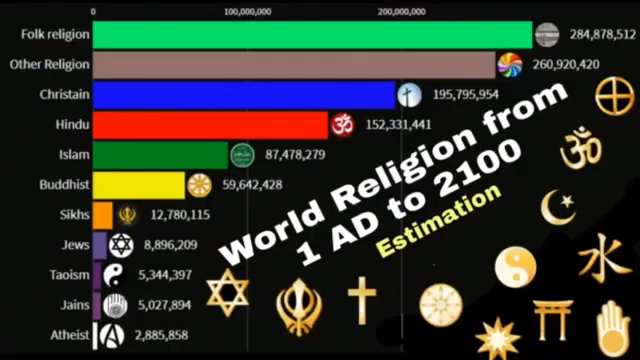 0 100,000,000 200,000,000
Folk religion 284,878,512
Other Religion 260,920,420
Christain 195,795,954
Hindu 152,331,441
Islam 87,478,279
Buddhist 59,642,428
Sikhs 12,780,115
Jews 8,896,209
Taoism 5,344,397
Jains 5,027,894
Atheist 2,885,858
World Religion from
1 AD to 2100
Estimation
ॐ
ॐ
水